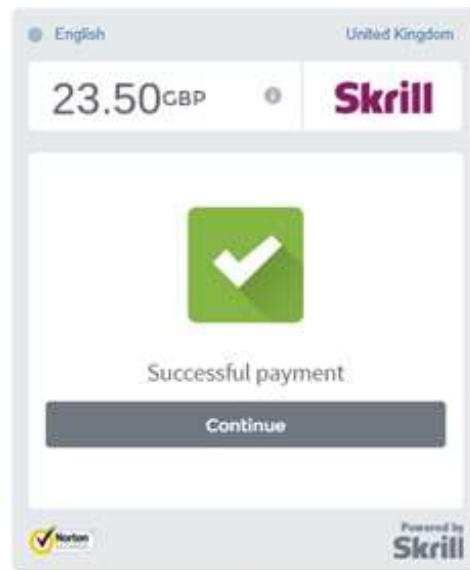 English United Kingdom
23.50GBP Skrill
Successful payment
Continue
Norton
Powered by
Skrill